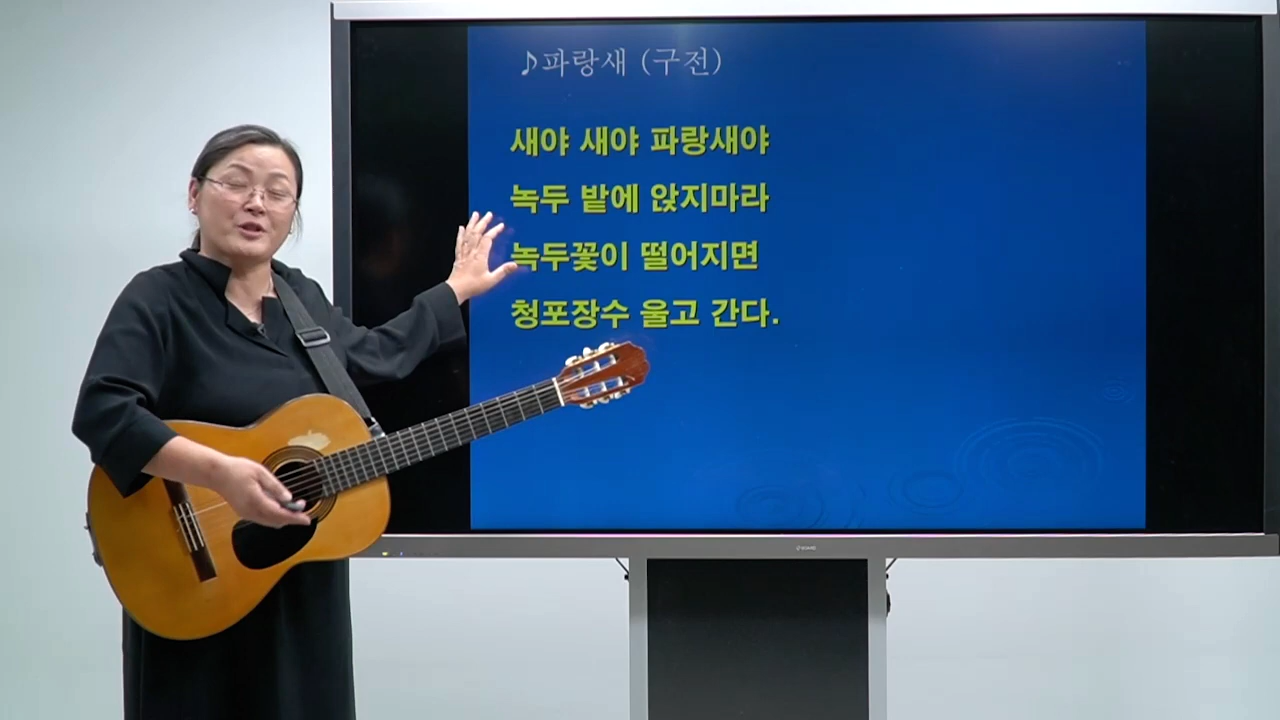 ♪파랑새 (구전)
새야 새야 파랑새야
녹두 밭에 앉지마라
녹두꽃이 떨어지면
청포장수 울고 간다.